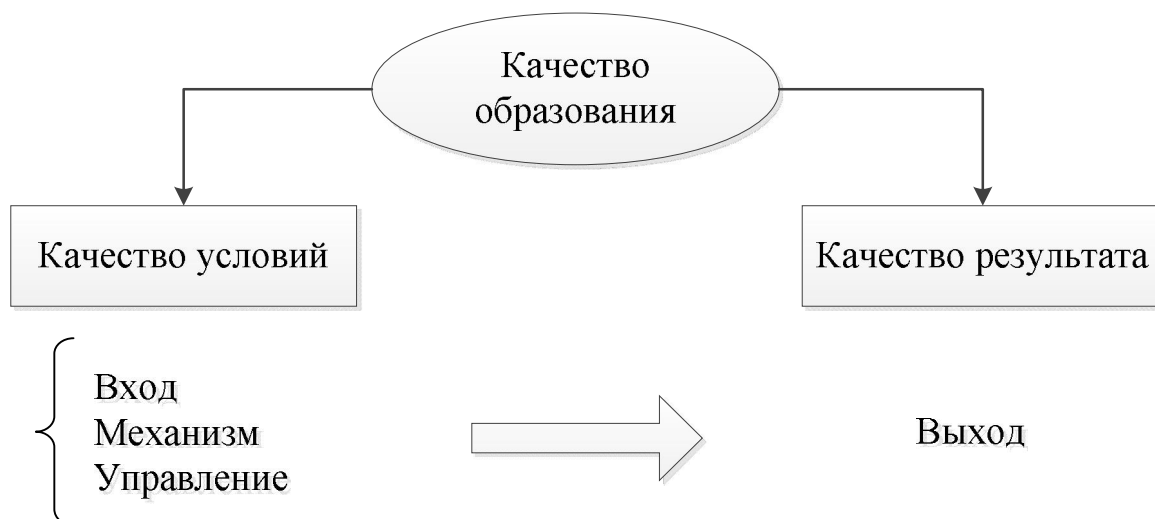 Качество
образования
Качество условий
Качество результата
Вход
Механизм
Управление
Выход